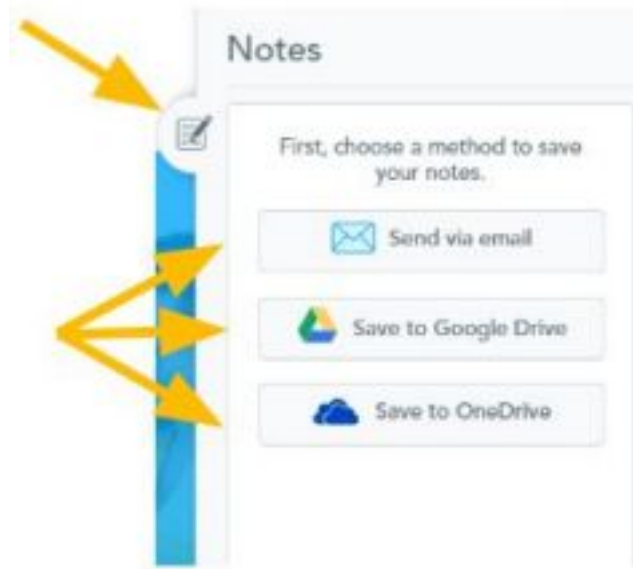 Notes
First, choose a method to save
your notes.
Send via email
Save to Google Drive
Save to OneDrive